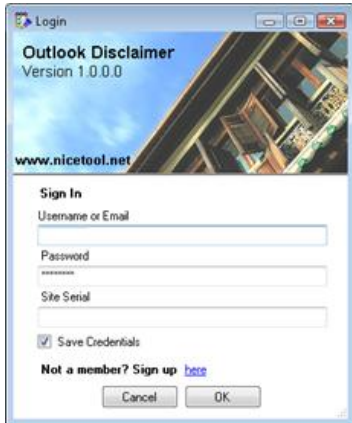 Login
Outlook Disclaimer
Version 1.0.0.0
www.nicetool.net
Sign In
Username or Email
Password
********
Site Serial
Save Credentials
Not a member? Sign up here
Cancel OK